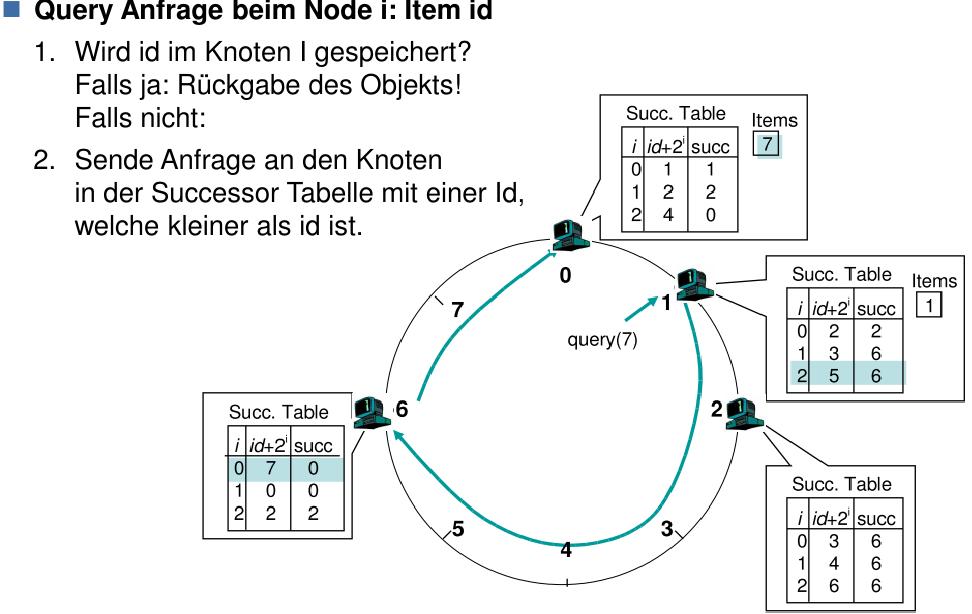 Query Anfrage beim Node i: Item id
1. Wird id im Knoten I gespeichert?
Falls ja: Rückgabe des Objekts!
Falls nicht:
2. Sende Anfrage an den Knoten
in der Successor Tabelle mit einer Id,
welche kleiner als id ist.
Succ. Table
Items
7
i id+2^i succ
0 1 1
1 2 2
2 4 0
0
Succ. Table
Items
1
i id+2^i succ
0 2 2
1 3 6
2 5 6
1
7
query(7)
6
2
Succ. Table
i id+2^i succ
0 7 0
1 0 0
2 2 2
Succ. Table
i id+2^i succ
0 3 6
1 4 6
2 6 6
5
3
4